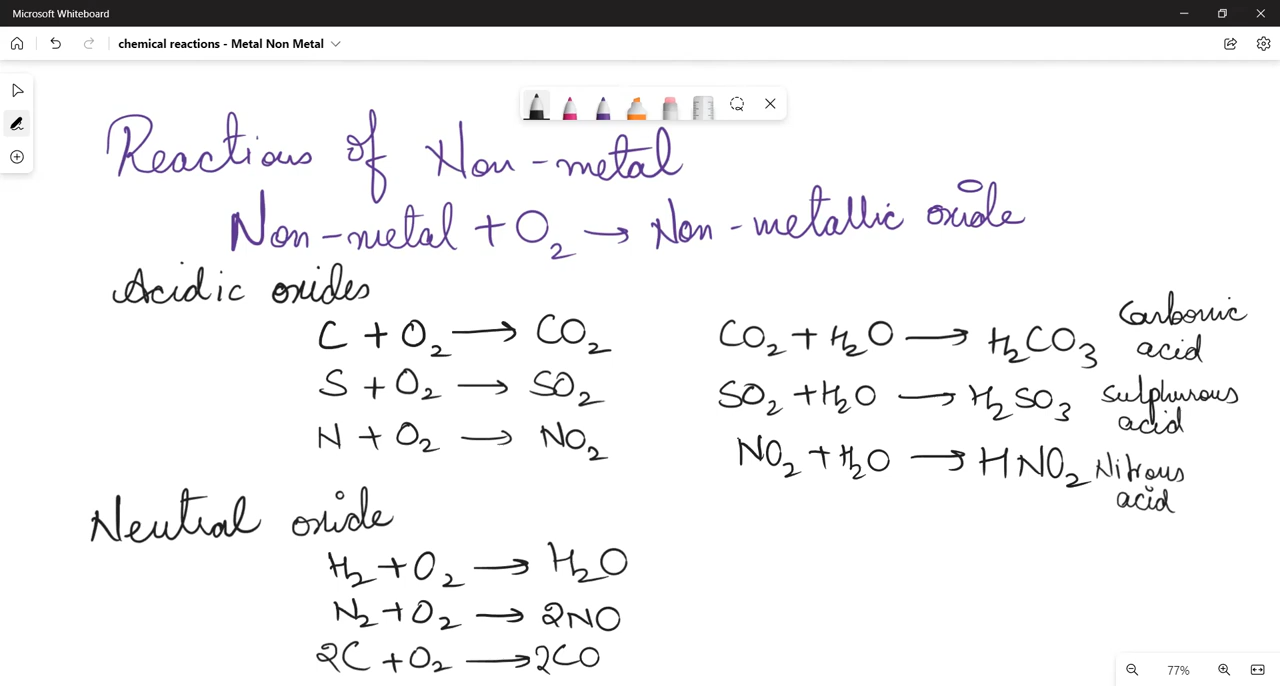 Microsoft Whiteboard
chemical reactions - Metal Non Metal
Reactions of Non-metal
Non-metal + O₂ → Non-metallic oxide
Acidic oxides
C + O₂ → CO₂
S + O₂ → SO₂
N + O₂ → NO₂
CO₂ + H₂O → H₂CO₃ Carbonic acid
SO₂ + H₂O → H₂SO₃ Sulphurous acid
NO₂ + H₂O → HNO₂ Nitrous acid
Neutral oxide
H₂ + O₂ → H₂O
N₂ + O₂ → 2NO
2C + O₂ → 2CO
77%